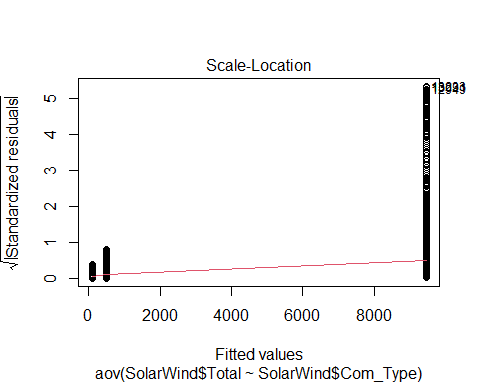 Scale-Location
√|Standardized residuals|
5
4
3
2
1
0
0 2000 4000 6000 8000
Fitted values
aov(SolarWind$Total ~ SolarWind$Com_Type)